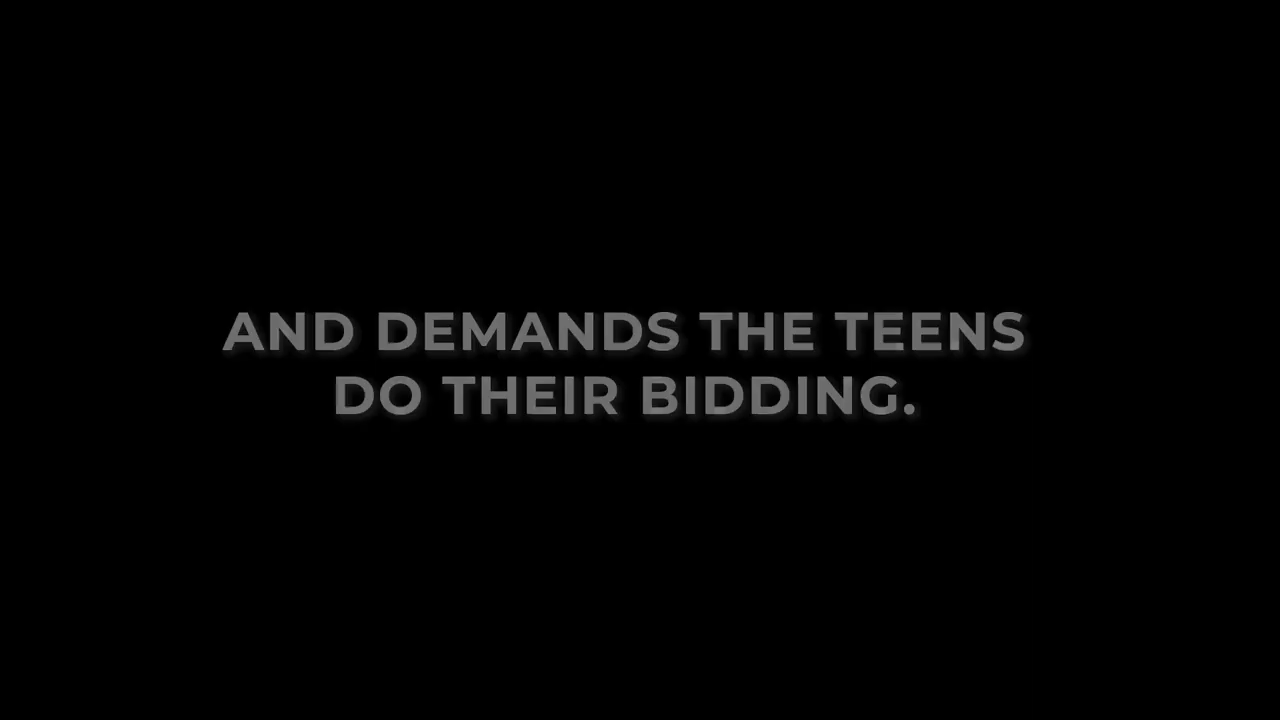 AND DEMANDS THE TEENS
DO THEIR BIDDING.